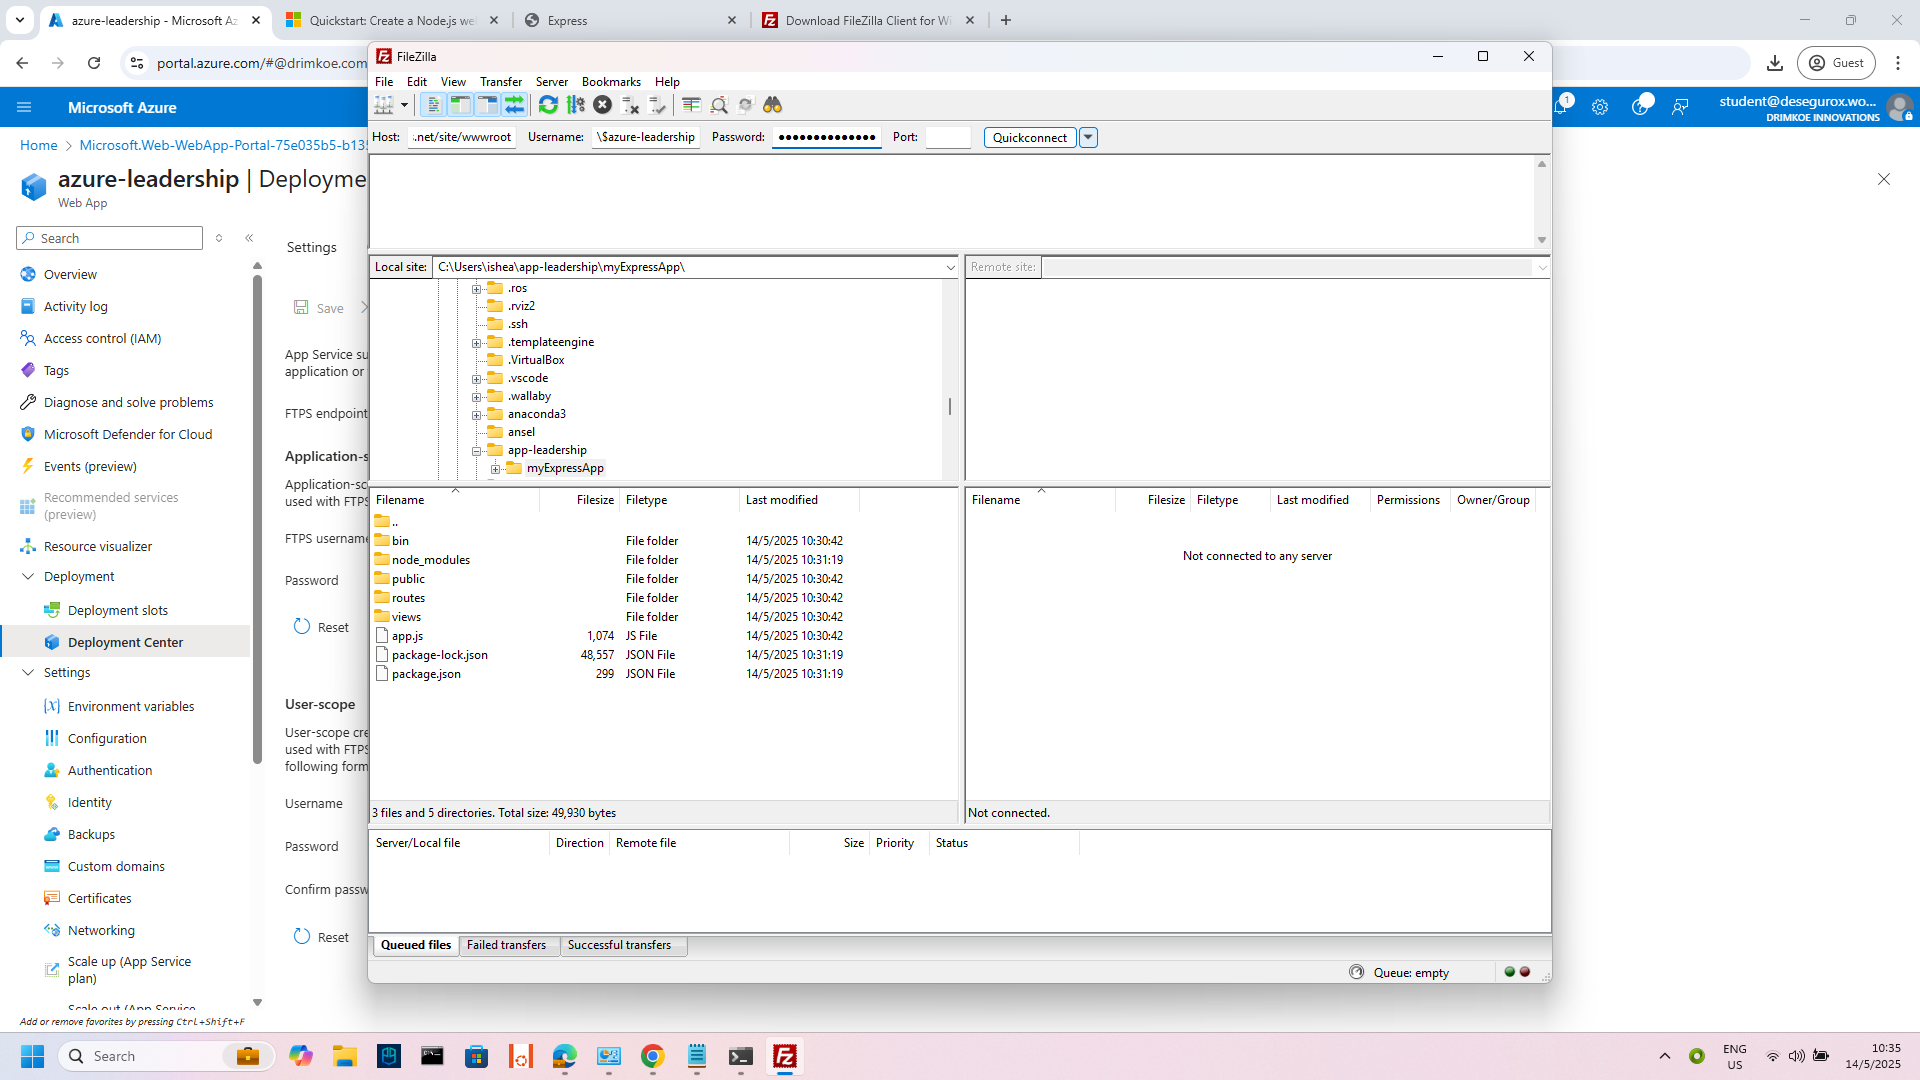 azure-leadership - Microsoft Az
Quickstart: Create a Node.js we
Express
Download FileZilla Client for Wi
portal.azure.com/#@drimkoe.com
Guest
Microsoft Azure
1
student@desegurox.wo...
DRIMKOE INNOVATIONS
Home > Microsoft.Web-WebApp-Portal-75e035b5-b135
azure-leadership | Deployme
Web App
Search
Overview
Activity log
Access control (IAM)
Tags
Diagnose and solve problems
Microsoft Defender for Cloud
Events (preview)
Recommended services
(preview)
Resource visualizer
Deployment
Deployment slots
Deployment Center
Settings
Environment variables
Configuration
Authentication
Identity
Backups
Custom domains
Certificates
Networking
Scale up (App Service
plan)
Scale out (App Service
Add or remove favorites by pressing Ctrl+Shift+F
Settings
Save
App Service su
application or
FTPS endpoint
Application-s
Application-sc
used with FTPS
FTPS username
Password
Reset
User-scope
User-scope cre
used with FTPS
following form
Username
Password
Confirm passw
Reset
FileZilla
File Edit View Transfer Server Bookmarks Help
Host: .net/site/wwwroot Username: \$azure-leadership Password: ●●●●●●●●●●●●●● Port: Quickconnect
Local site: C:\Users\ishea\app-leadership\myExpressApp\
Remote site:
.ros
.rviz2
.ssh
.templateengine
.VirtualBox
.vscode
.wallaby
anaconda3
ansel
app-leadership
myExpressApp
Filename Filesize Filetype Last modified
..
bin File folder 14/5/2025 10:30:42
node_modules File folder 14/5/2025 10:31:19
public File folder 14/5/2025 10:30:42
routes File folder 14/5/2025 10:30:42
views File folder 14/5/2025 10:30:42
app.js 1,074 JS File 14/5/2025 10:30:42
package-lock.json 48,557 JSON File 14/5/2025 10:31:19
package.json 299 JSON File 14/5/2025 10:31:19
3 files and 5 directories. Total size: 49,930 bytes
Filename Filesize Filetype Last modified Permissions Owner/Group
Not connected to any server
Not connected.
Server/Local file Direction Remote file Size Priority Status
Queued files Failed transfers Successful transfers
Queue: empty
Search
ENG
US
10:35
14/5/2025